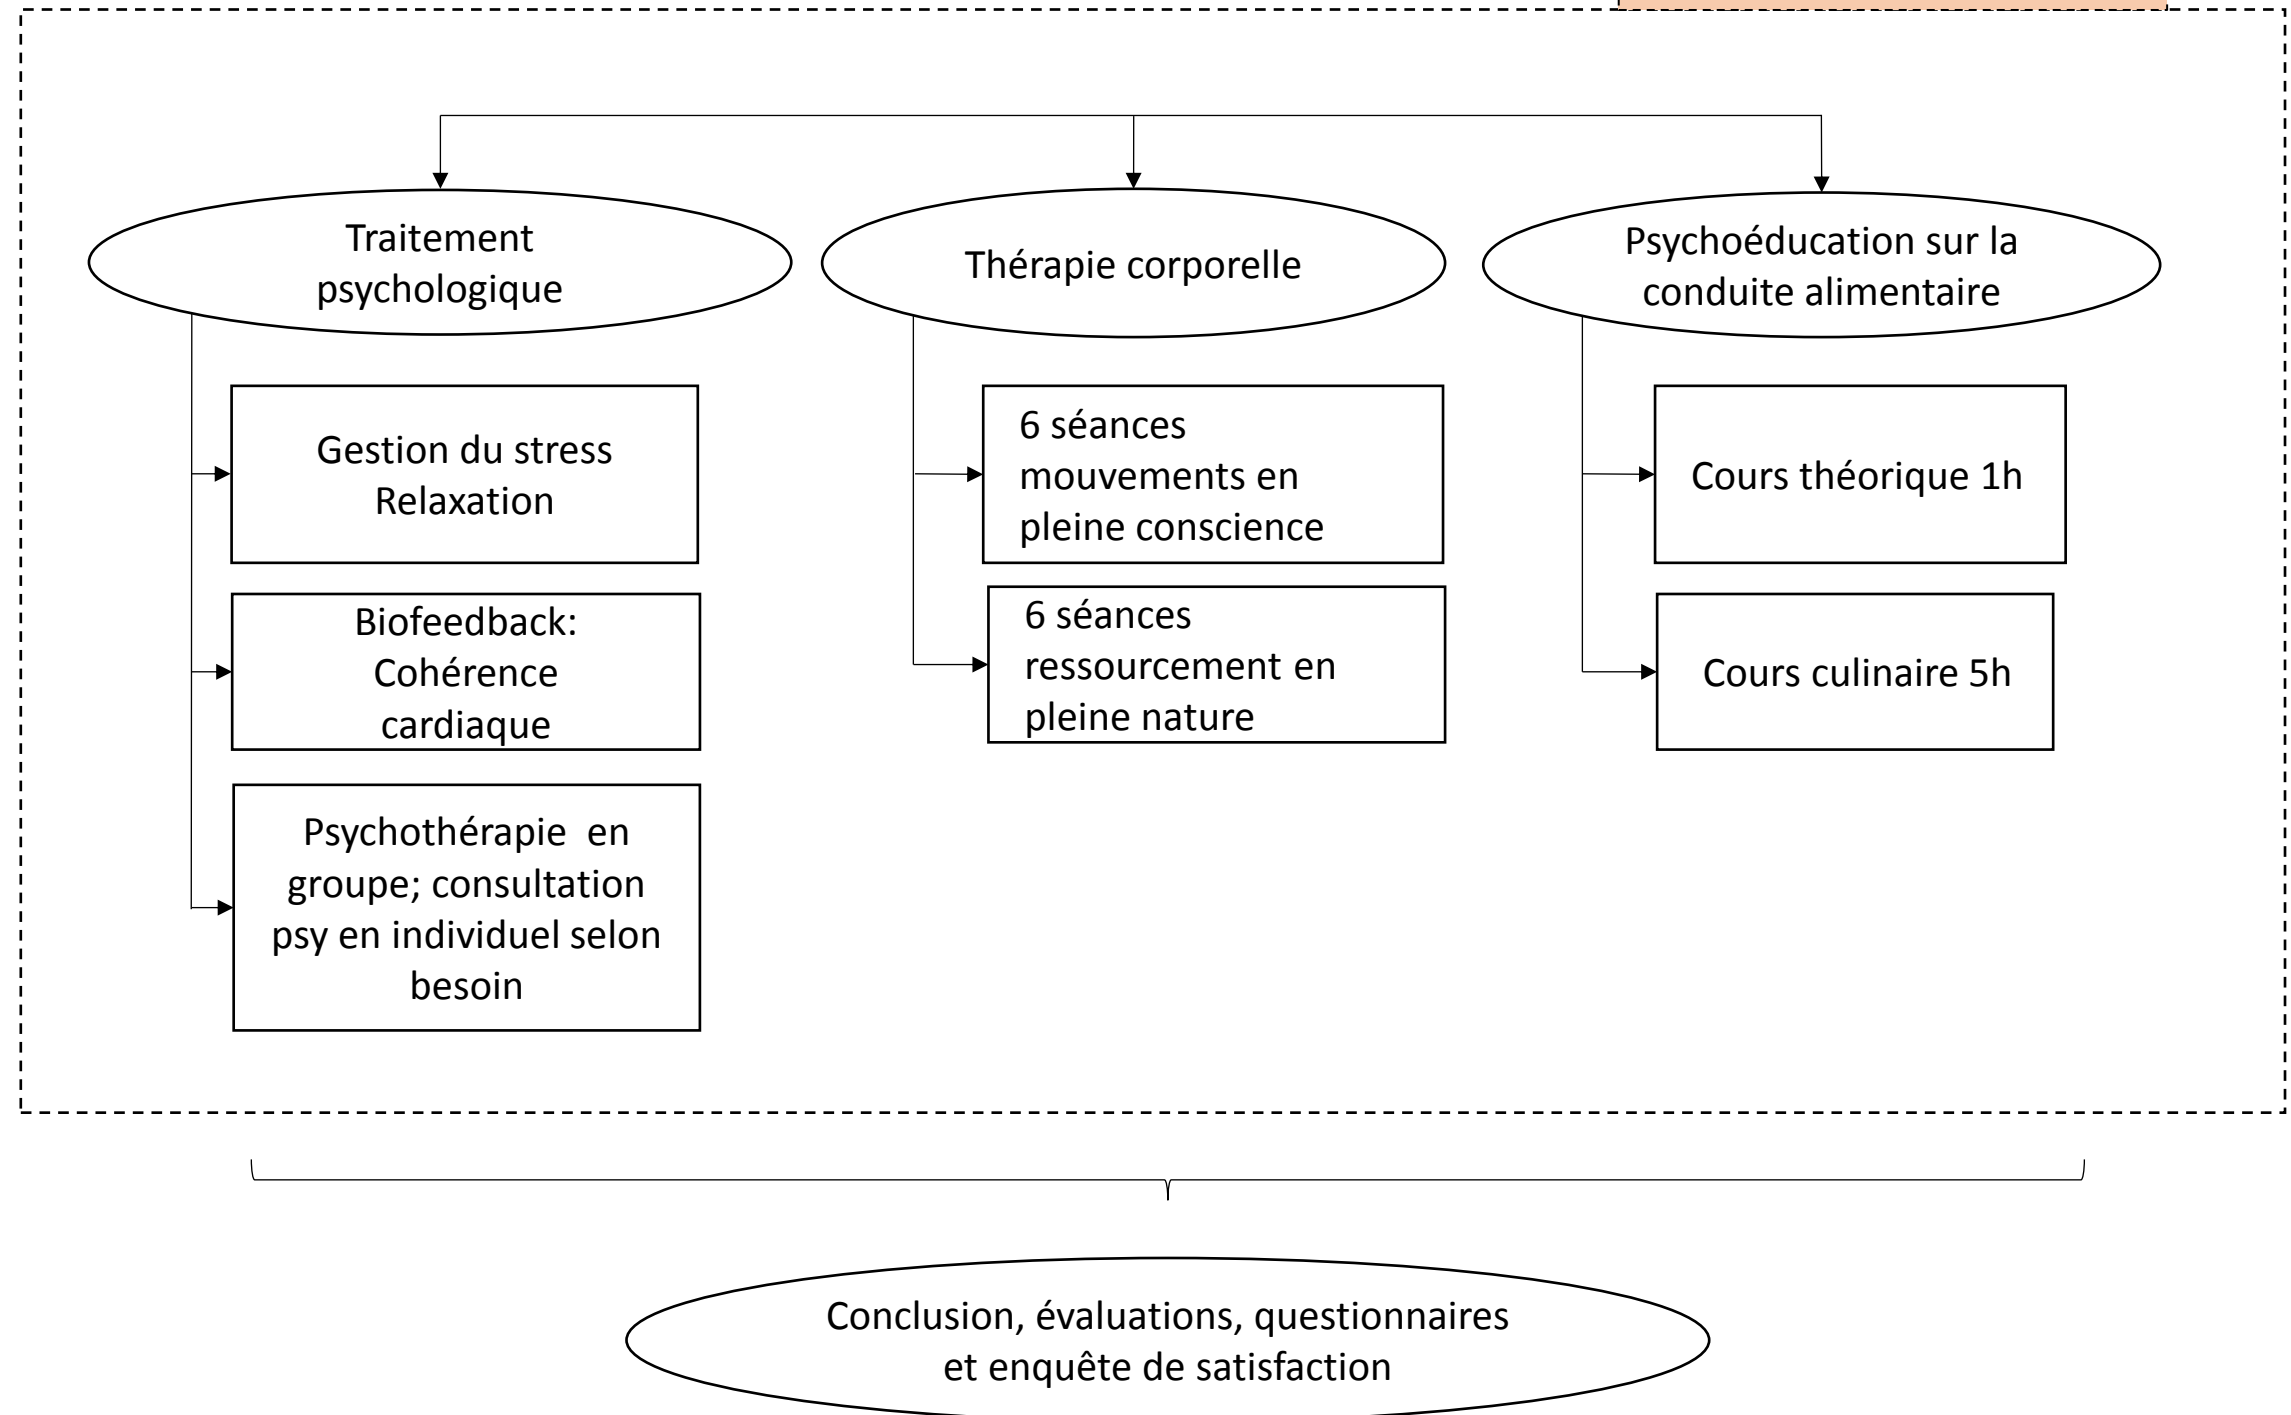 Traitement
psychologique
Gestion du stress
Relaxation
Biofeedback:
Cohérence
cardiaque
Psychothérapie  en
groupe; consultation
psy en individuel selon
besoin
Thérapie corporelle
6 séances
mouvements en
pleine conscience
6 séances
ressourcement en
pleine nature
Psychoéducation sur la
conduite alimentaire
Cours théorique 1h
Cours culinaire 5h
Conclusion, évaluations, questionnaires
et enquête de satisfaction